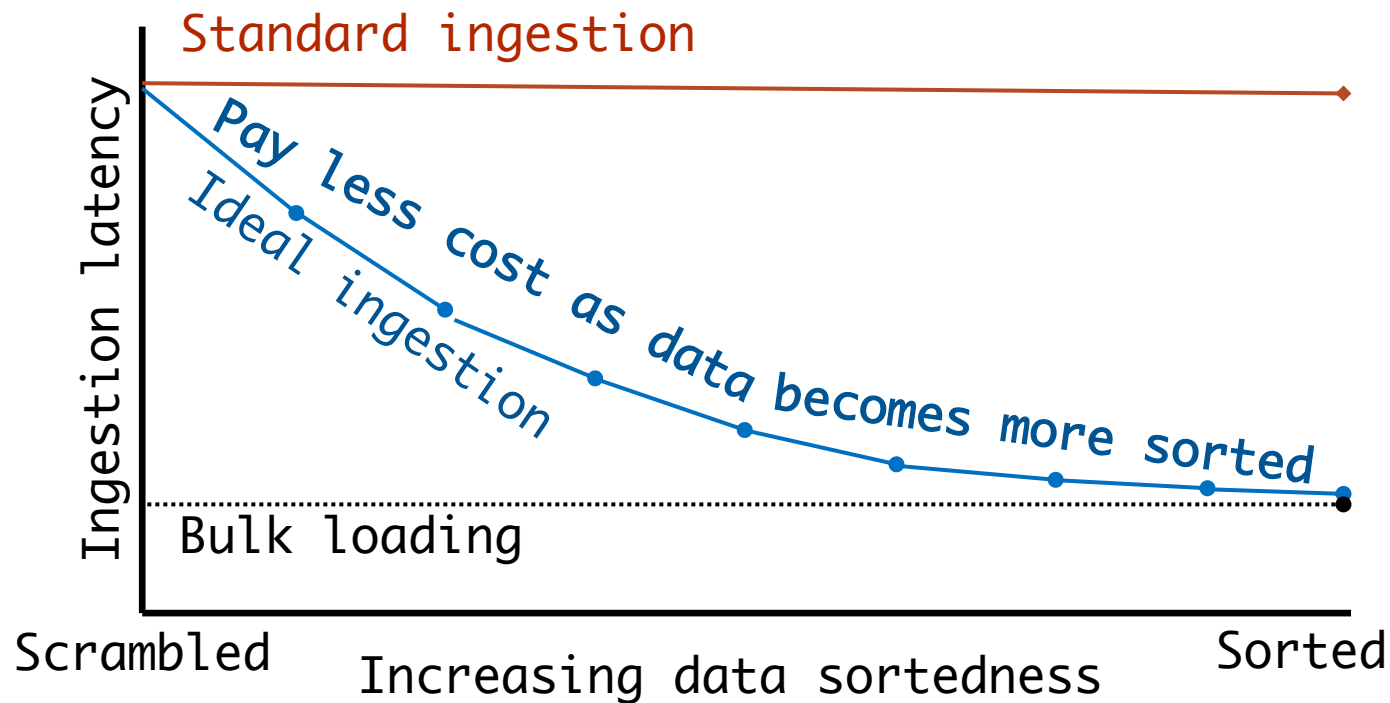 Standard ingestion
Ingestion latency
Pay less cost as data becomes more sorted
Ideal ingestion
Bulk loading
Scrambled
Sorted
Increasing data sortedness